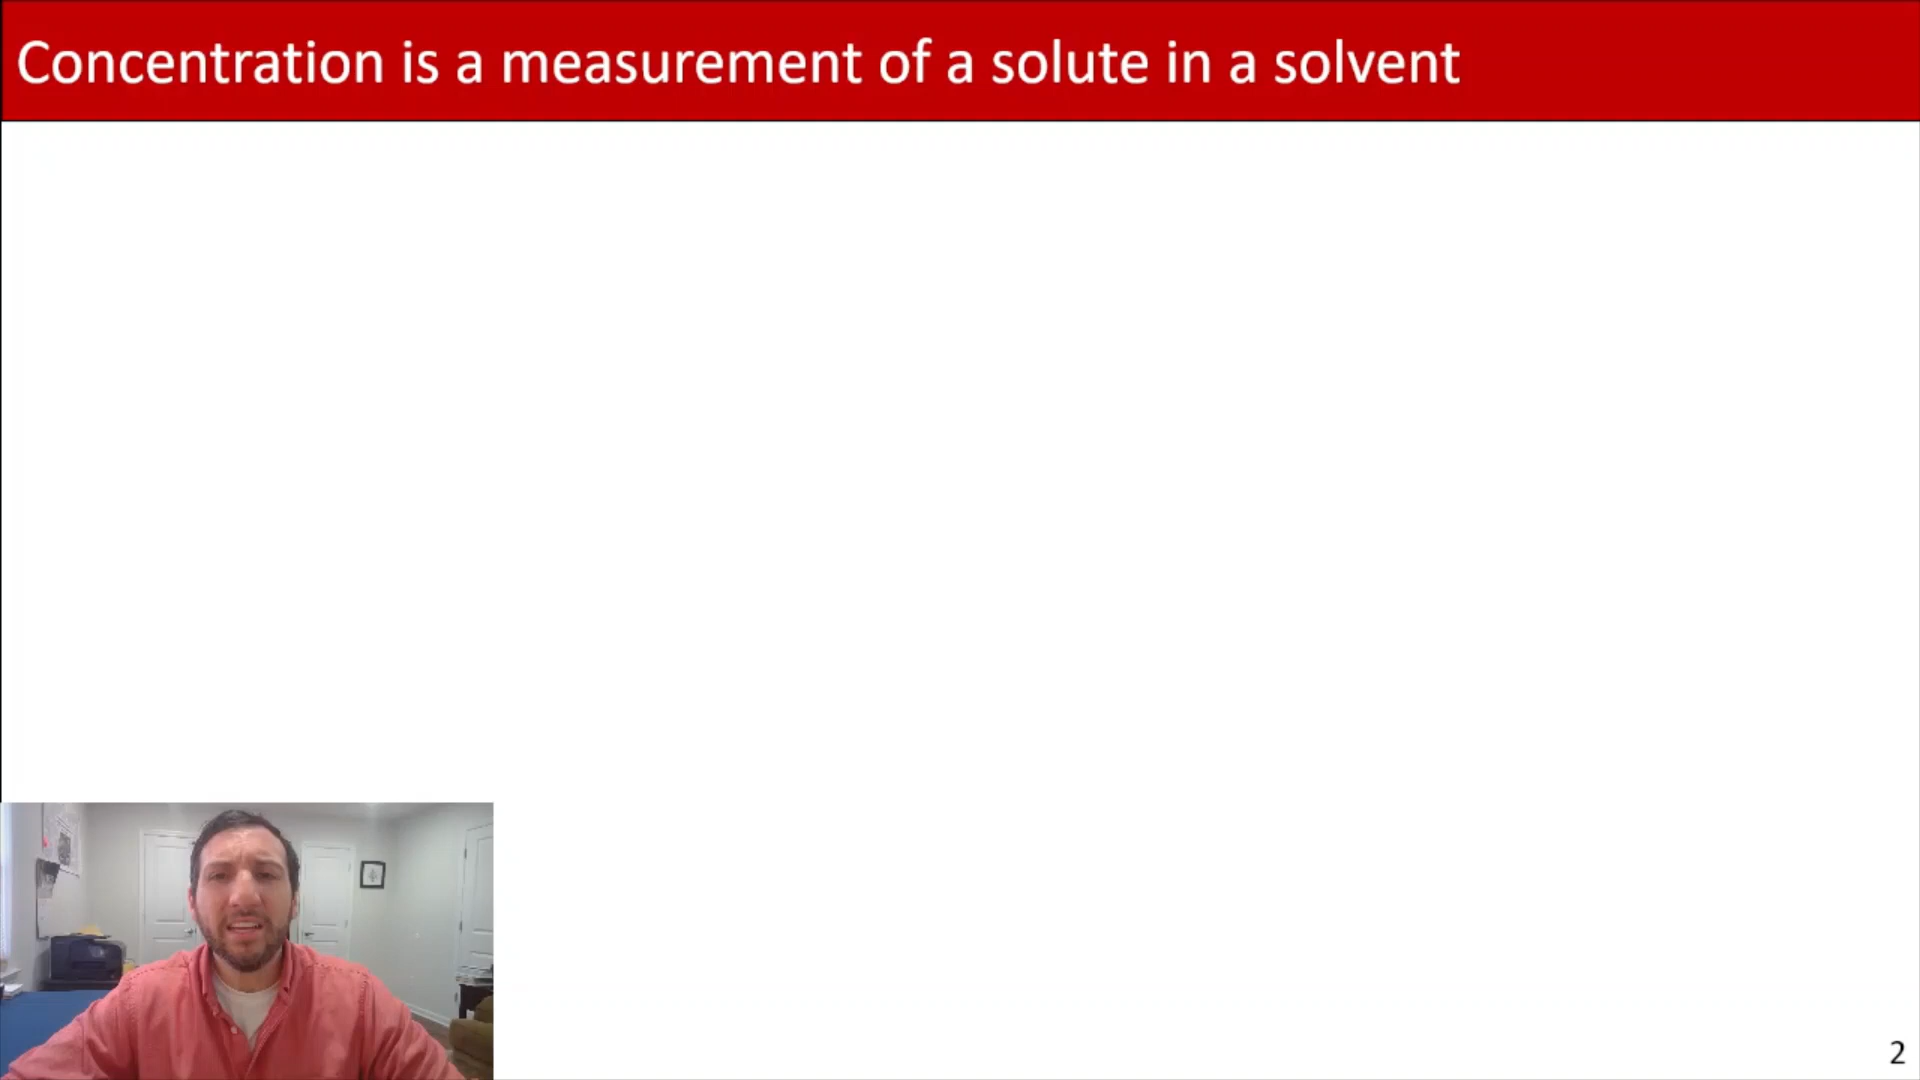 Concentration is a measurement of a solute in a solvent
2